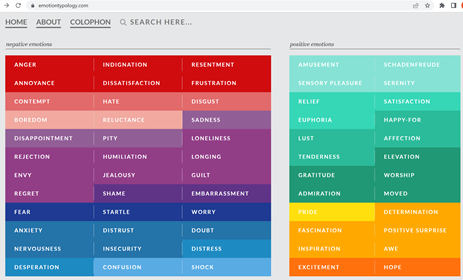 emotiontypology.com
HOME ABOUT COLOPHON SEARCH HERE...
negative emotions positive emotions
ANGER INDIGNATION RESENTMENT AMUSEMENT SCHADENFREUDE
ANNOYANCE DISSATISFACTION FRUSTRATION SENSORY PLEASURE SERENITY
CONTEMPT HATE DISGUST RELIEF SATISFACTION
BOREDOM RELUCTANCE SADNESS EUPHORIA HAPPY-FOR
DISAPPOINTMENT PITY LONELINESS LUST AFFECTION
REJECTION HUMILIATION LONGING TENDERNESS ELEVATION
ENVY JEALOUSY GUILT GRATITUDE WORSHIP
REGRET SHAME EMBARRASSMENT ADMIRATION MOVED
FEAR STARTLE WORRY PRIDE DETERMINATION
ANXIETY DISTRUST DOUBT FASCINATION POSITIVE SURPRISE
NERVOUSNESS INSECURITY DISTRESS INSPIRATION AWE
DESPERATION CONFUSION SHOCK EXCITEMENT HOPE